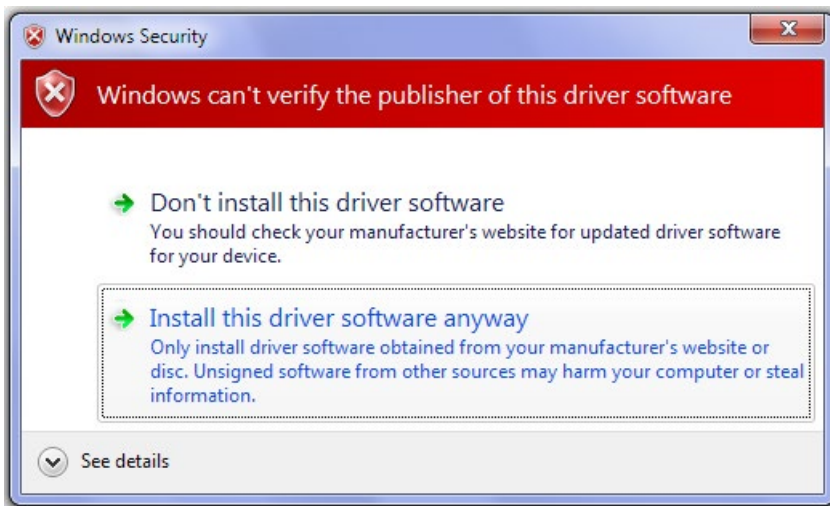 Windows Security
Windows can't verify the publisher of this driver software
Don't install this driver software
You should check your manufacturer's website for updated driver software
for your device.
Install this driver software anyway
Only install driver software obtained from your manufacturer's website or
disc. Unsigned software from other sources may harm your computer or steal
information.
See details